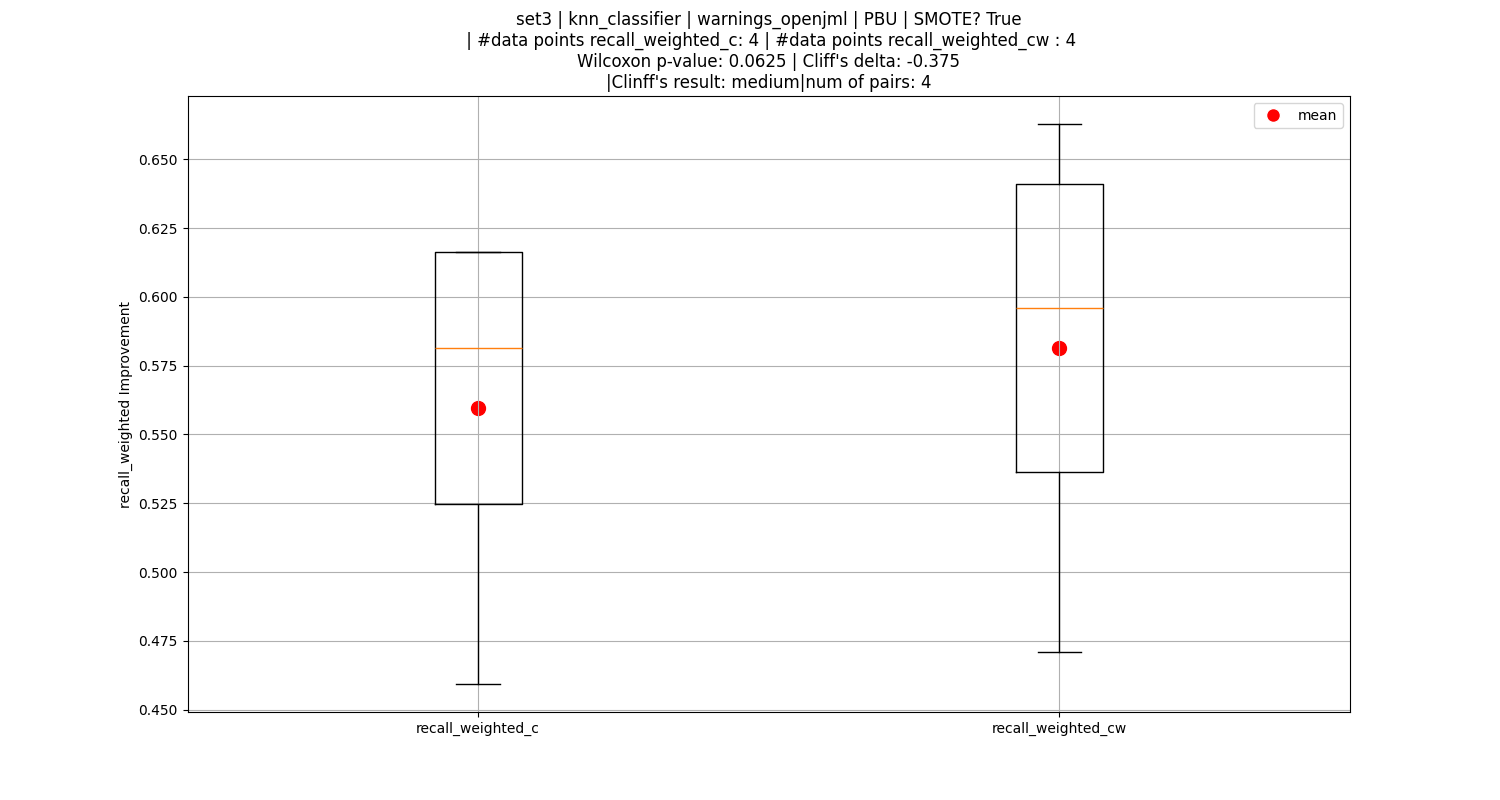 set3 | knn_classifier | warnings_openjml | PBU | SMOTE? True
| #data points recall_weighted_c: 4 | #data points recall_weighted_cw : 4
Wilcoxon p-value: 0.0625 | Cliff's delta: -0.375
|Clinff's result: medium|num of pairs: 4
mean
0.650
0.625
0.600
0.575
0.550
0.525
0.500
0.475
0.450
recall_weighted Improvement
recall_weighted_c
recall_weighted_cw